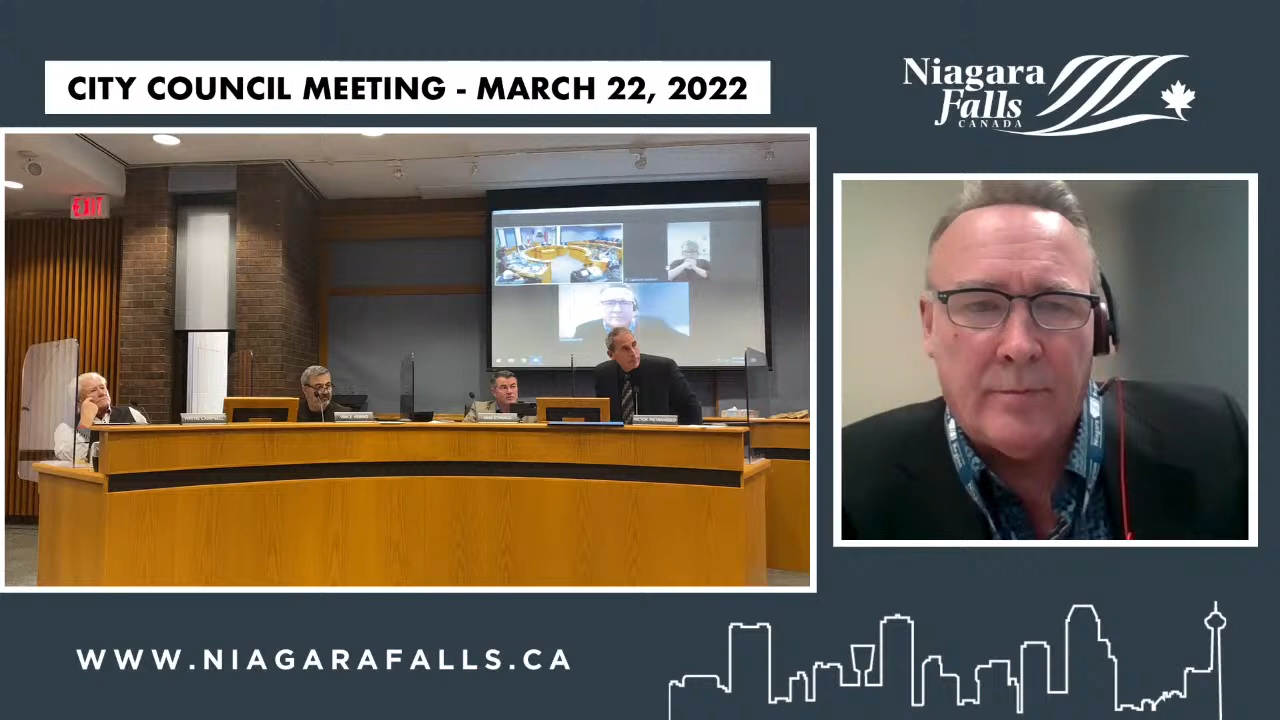 CITY COUNCIL MEETING - MARCH 22, 2022
Niagara
Falls
CANADA
EXIT
WWW.NIAGARAFALLS.CA